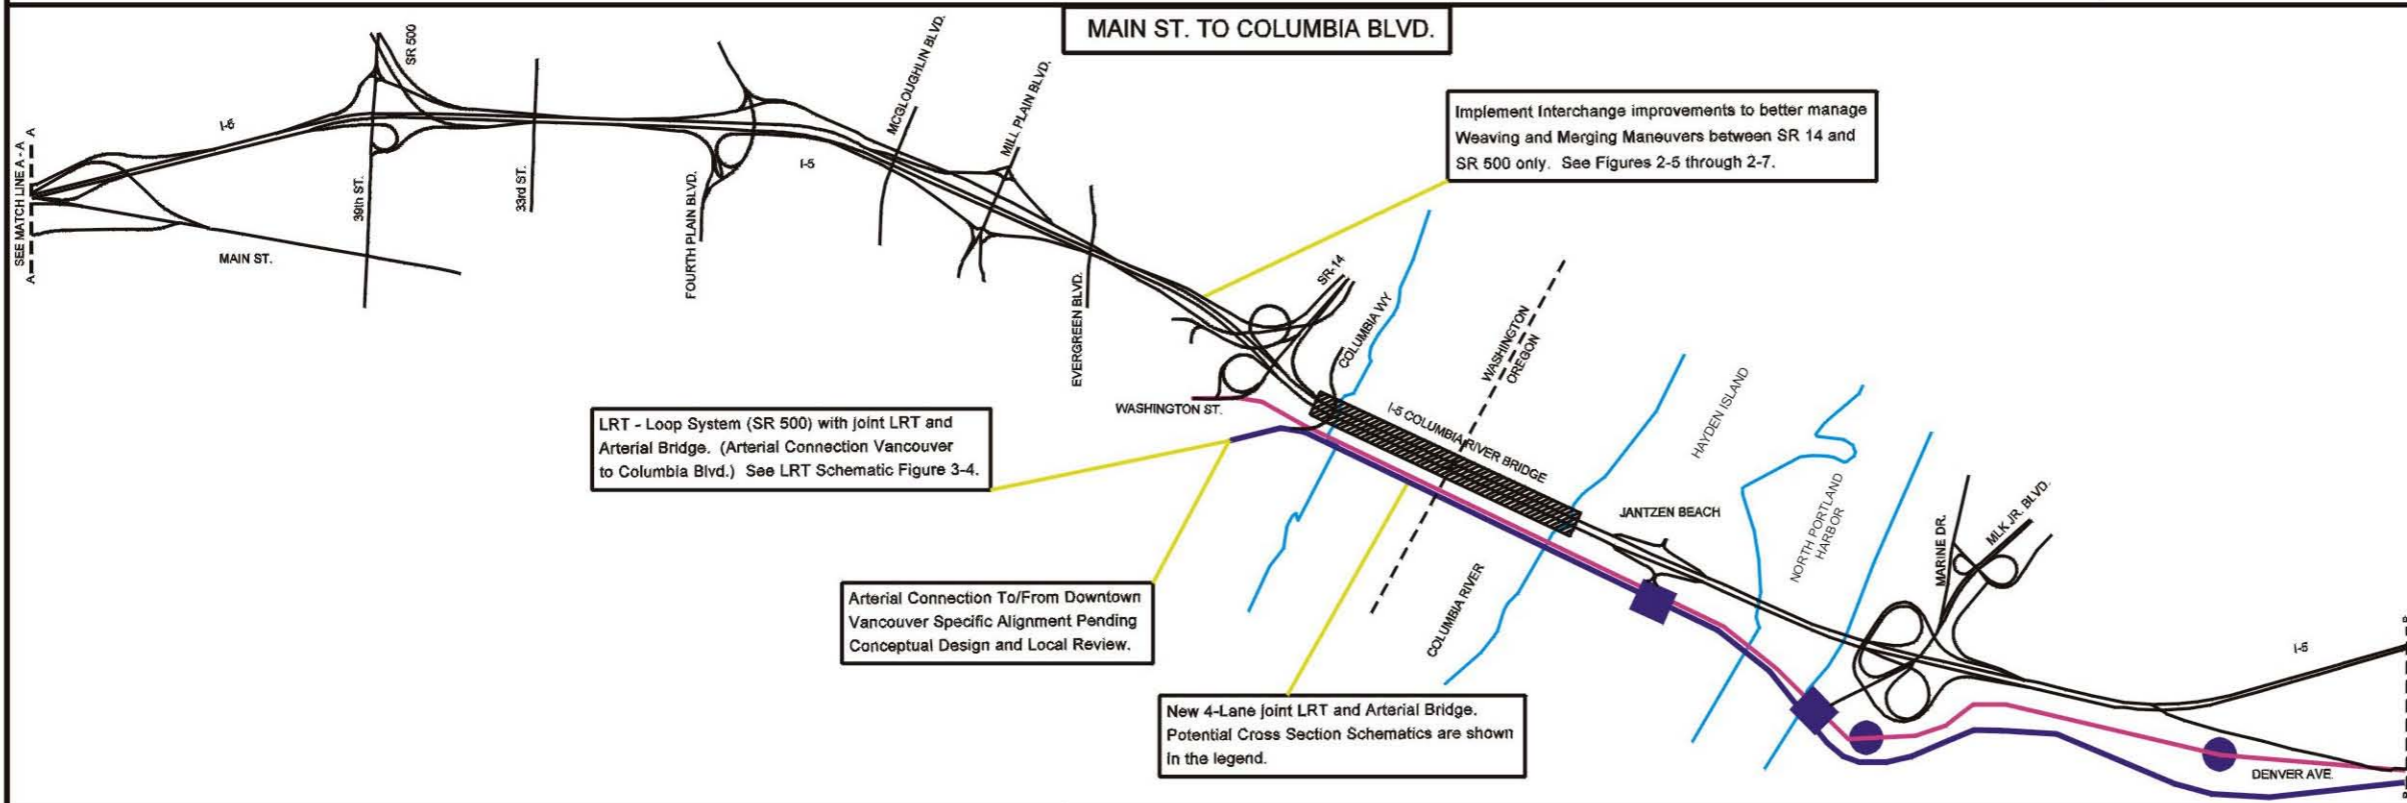 MAIN ST. TO COLUMBIA BLVD.
SR 500
MCGLOUGHLIN BLVD.
MILL PLAIN BLVD.
Implement Interchange improvements to better manage
Weaving and Merging Maneuvers between SR 14 and
SR 500 only. See Figures 2-5 through 2-7.
SEE MATCH LINE A - A
A
A
I-5
39th ST.
33rd ST.
MAIN ST.
FOURTH PLAIN BLVD.
I-5
EVERGREEN BLVD.
SR-14
COLUMBIA WY
WASHINGTON
OREGON
WASHINGTON ST.
LRT - Loop System (SR 500) with joint LRT and
Arterial Bridge. (Arterial Connection Vancouver
to Columbia Blvd.) See LRT Schematic Figure 3-4.
I-5 COLUMBIA RIVER BRIDGE
HAYDEN ISLAND
JANTZEN BEACH
NORTH PORTLAND
HARBOR
MARINE DR.
MLK JR. BLVD.
Arterial Connection To/From Downtown
Vancouver Specific Alignment Pending
Conceptual Design and Local Review.
COLUMBIA RIVER
New 4-Lane joint LRT and Arterial Bridge.
Potential Cross Section Schematics are shown
in the legend.
I-5
DENVER AVE.